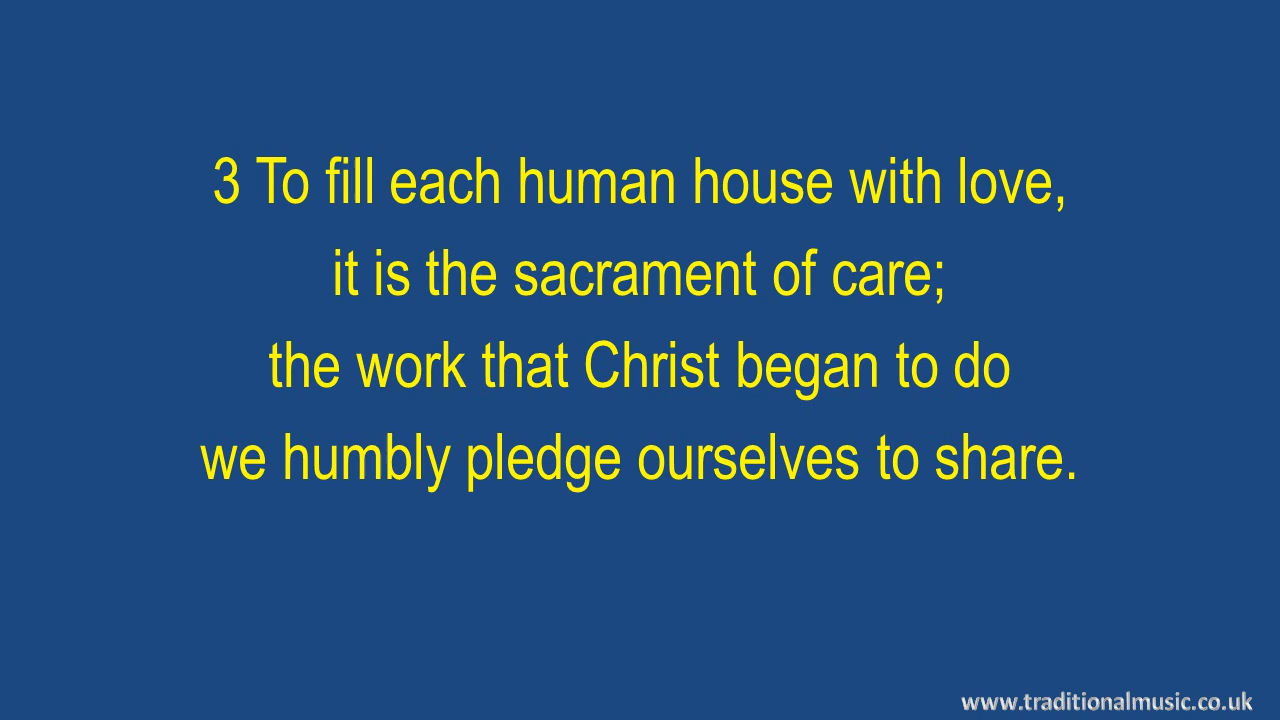 3 To fill each human house with love,
it is the sacrament of care;
the work that Christ began to do
we humbly pledge ourselves to share.
www.traditionalmusic.co.uk